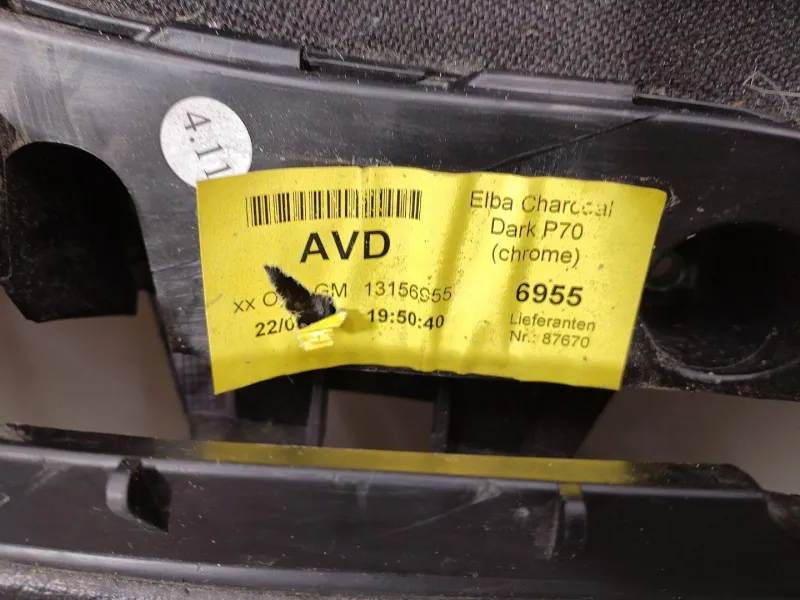 4.11
AVD
xx O GM 13156955
22/0 19:50:40
Elba Charcoal
Dark P70
(chrome)
6955
Lieferanten
Nr.: 87670